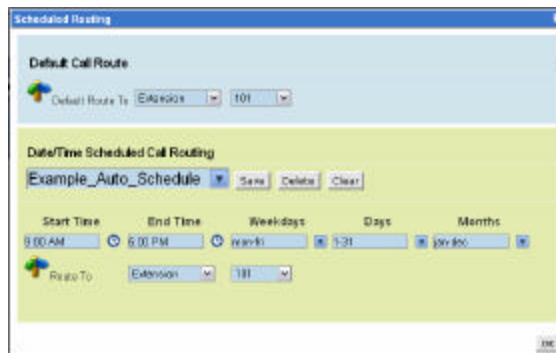 Scheduled Routing
Default Call Route
Default Route To Extension 101
Date/Time Scheduled Call Routing
Example_Auto_Schedule Save Delete Clear
Start Time End Time Weekdays Days Months
9:00 AM 6:00 PM mon-fri 1-31 jan-dec
Route To Extension 101